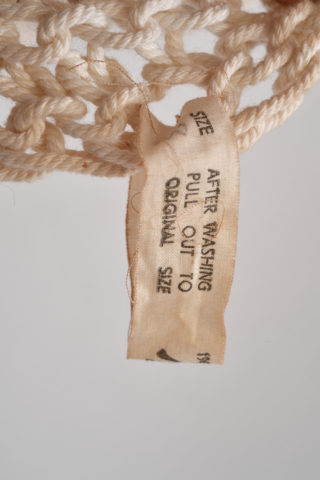 SIZE
AFTER WASHING
PULL OUT TO
ORIGINAL SIZE